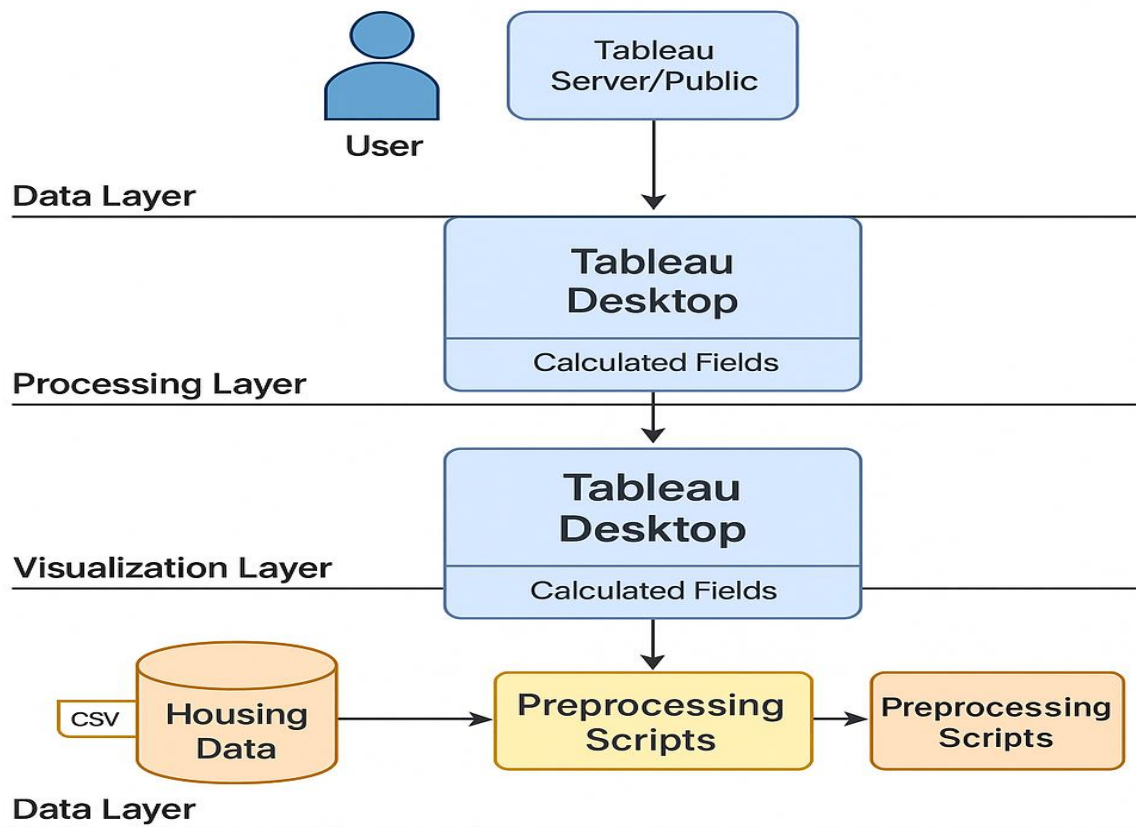 Tableau
Server/Public
User
Data Layer
Tableau
Desktop
Calculated Fields
Processing Layer
Tableau
Desktop
Visualization Layer
Calculated Fields
CSV
Housing
Data
Preprocessing
Scripts
Preprocessing
Scripts
Data Layer